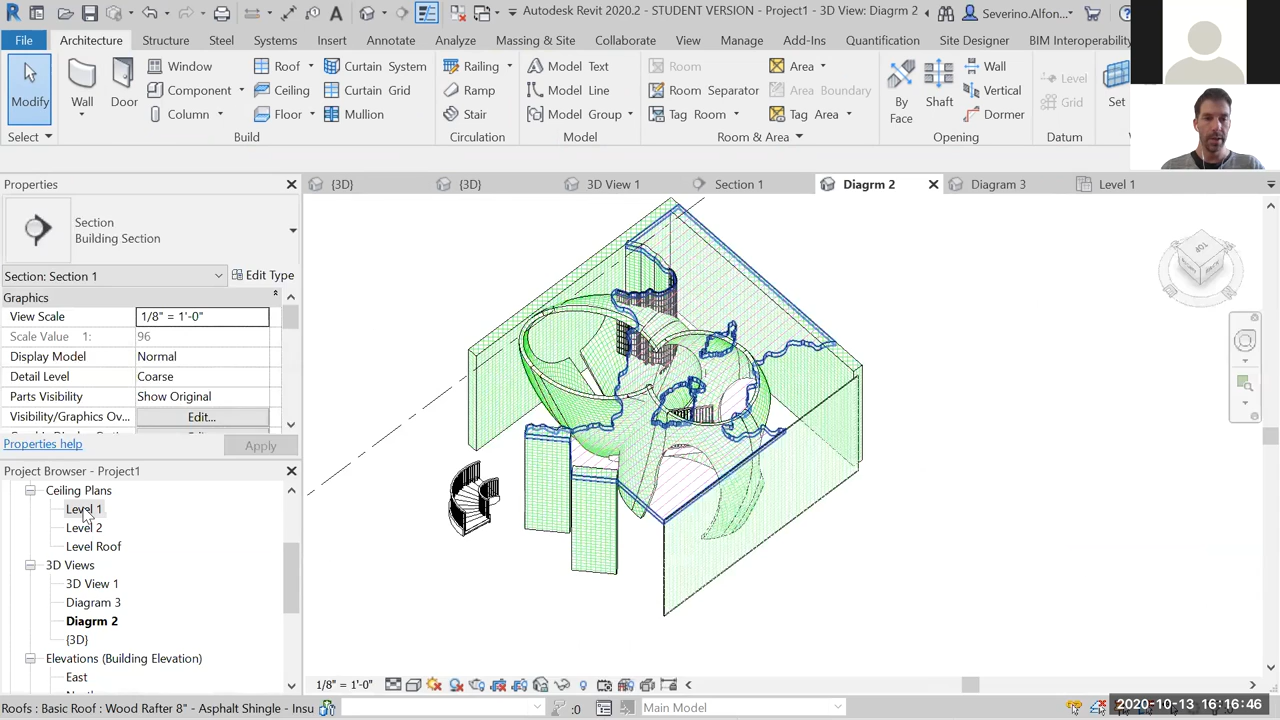 Autodesk Revit 2020.2 - STUDENT VERSION - Project1 - 3D View: Diagrm 2
Severino.Alfon...
File Architecture Structure Steel Systems Insert Annotate Analyze Massing & Site Collaborate View Manage Add-Ins Quantification Site Designer BIM Interoperability
Modify
Select
Wall
Door
Window
Component
Column
Roof
Ceiling
Floor
Curtain System
Curtain Grid
Mullion
Build
Railing
Ramp
Stair
Circulation
Model Text
Model Line
Model Group
Model
Room
Room Separator
Tag Room
Area
Area Boundary
Tag Area
Room & Area
By
Face
Shaft
Wall
Vertical
Dormer
Opening
Level
Grid
Datum
Set
Properties
{3D} {3D} 3D View 1 Section 1 Diagrm 2 Diagram 3 Level 1
Section
Building Section
Section: Section 1 Edit Type
Graphics
View Scale 1/8" = 1'-0"
Scale Value 1: 96
Display Model Normal
Detail Level Coarse
Parts Visibility Show Original
Visibility/Graphics Ov... Edit...
Properties help Apply
Project Browser - Project1
Ceiling Plans
Level 1
Level 2
Level Roof
3D Views
3D View 1
Diagram 3
Diagrm 2
{3D}
Elevations (Building Elevation)
East
TOP
1/8" = 1'-0"
Roofs : Basic Roof : Wood Rafter 8" - Asphalt Shingle - Insu
:0
Main Model
2020-10-13 16:16:46